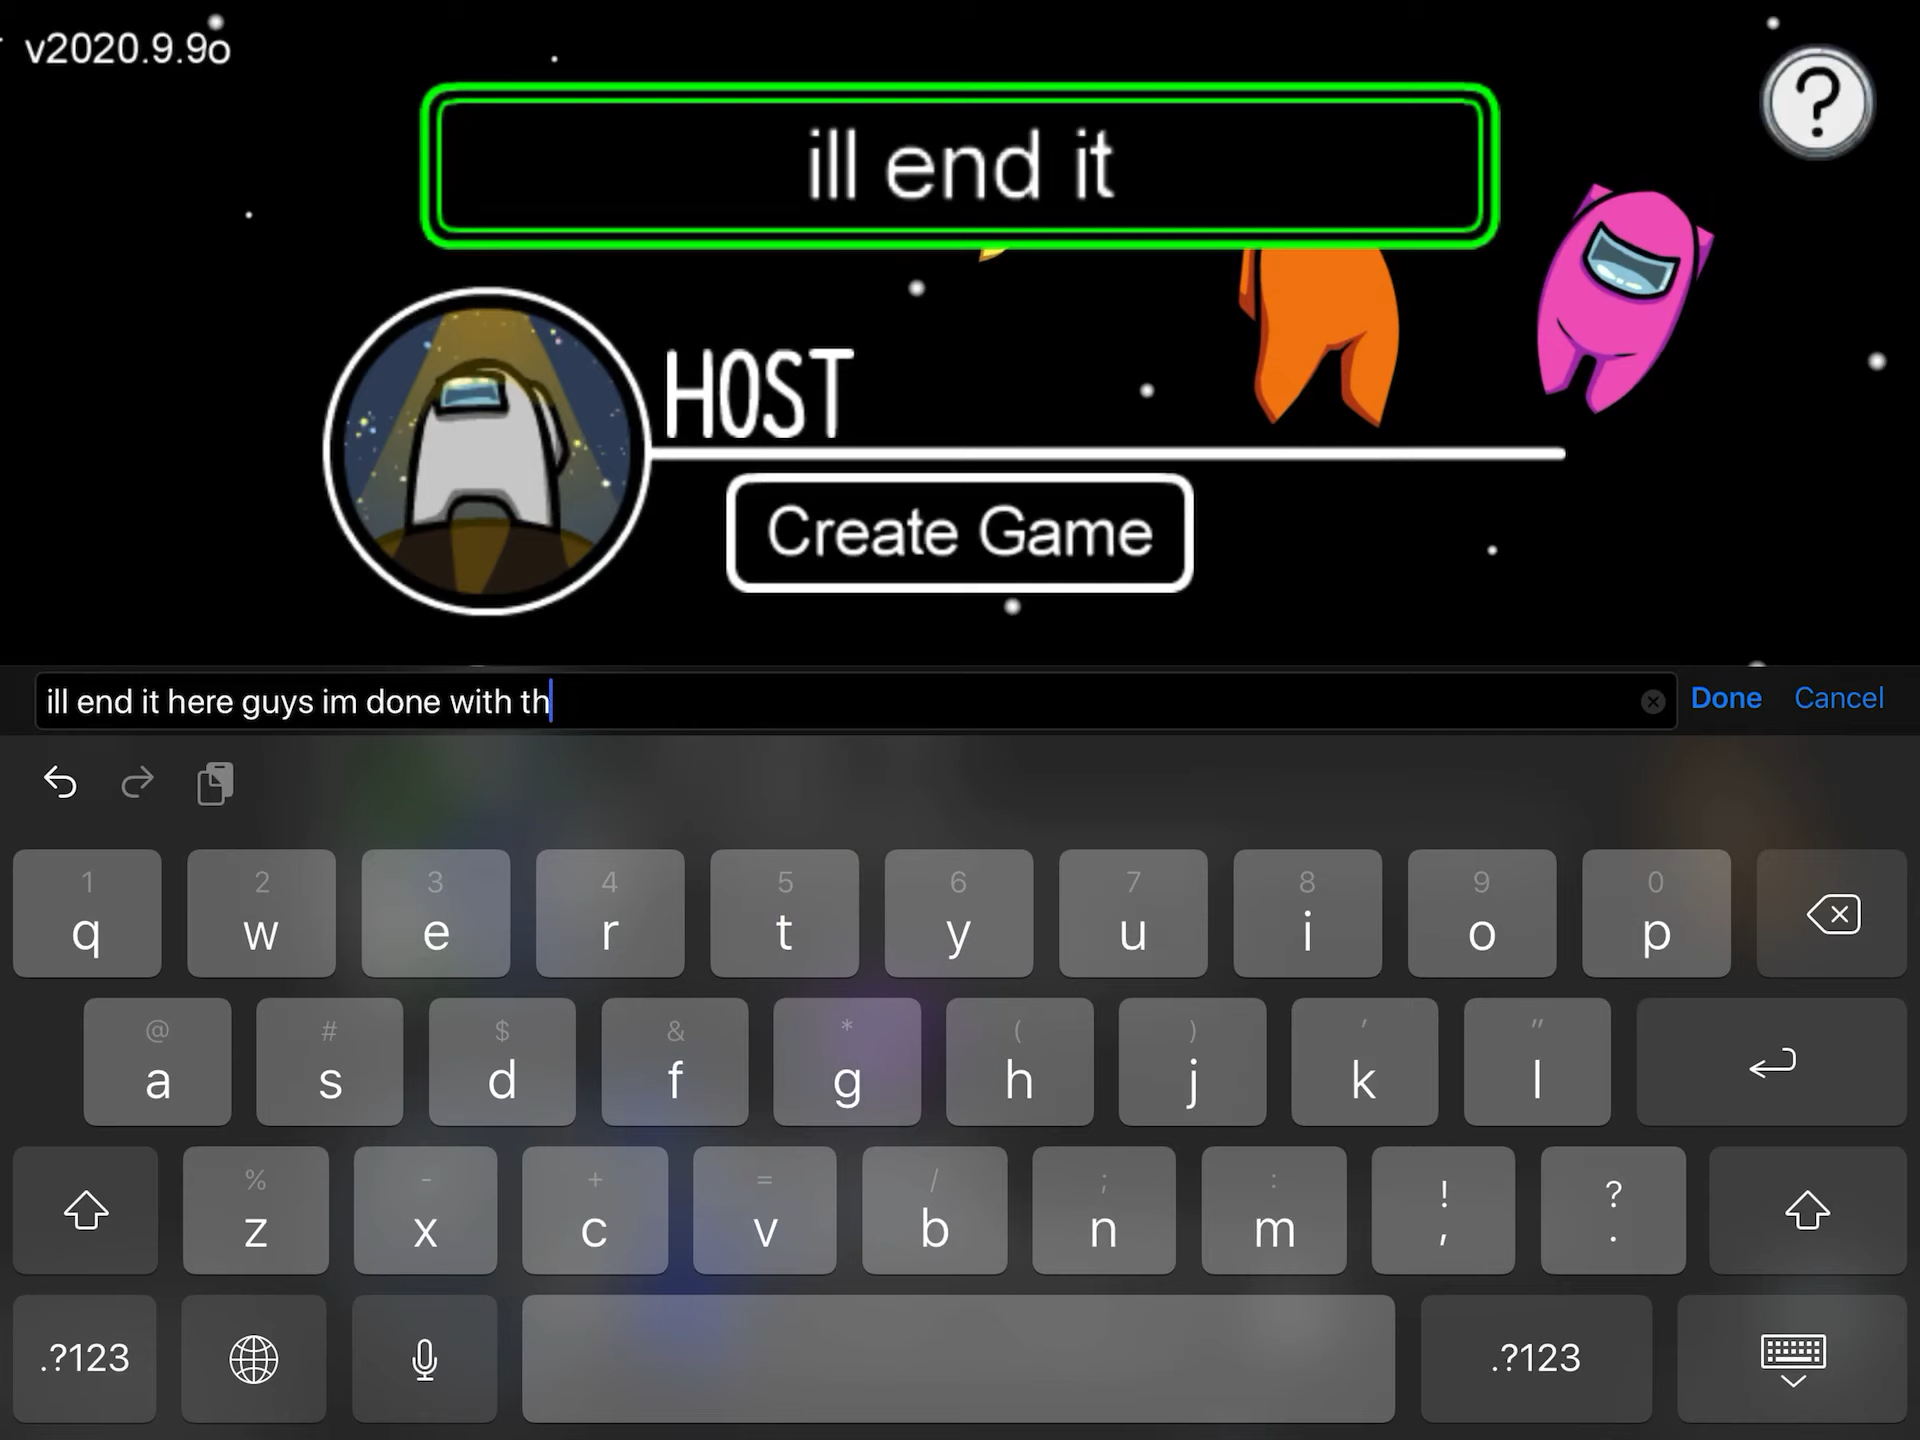 v2020.9.9o
?
ill end it
HOST
Create Game
ill end it here guys im done with th
Done Cancel
1 2 3 4 5 6 7 8 9 0
q w e r t y u i o p
@ # $ & * ( ) ' "
a s d f g h j k l
% - + = / ; : ! ?
z x c v b n m , .
.?123 .?123